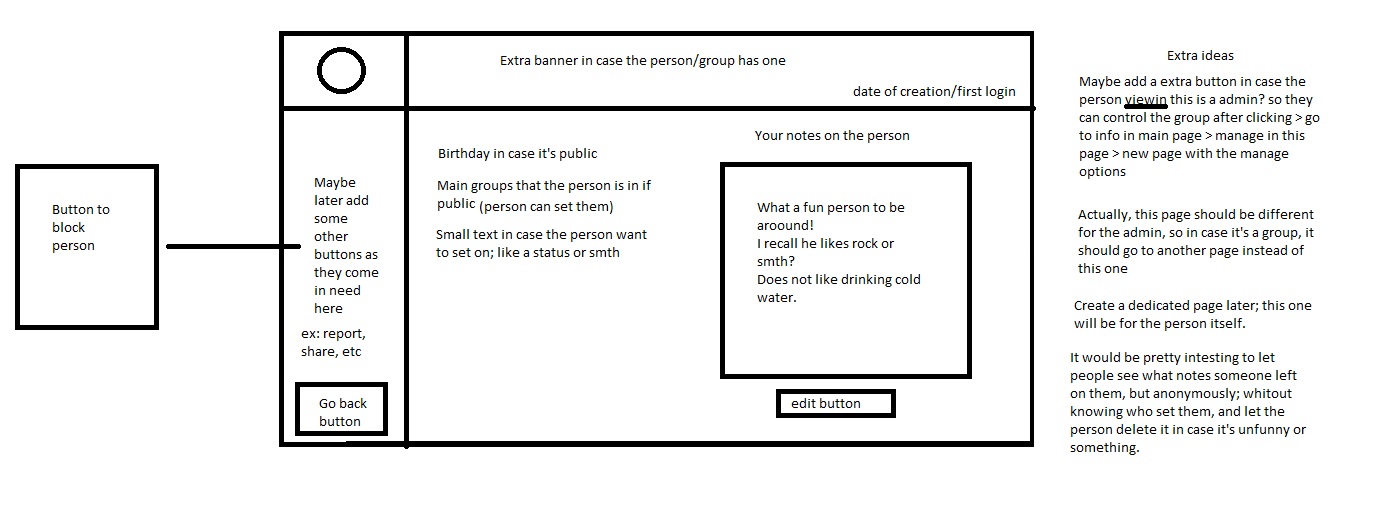 Button to
block
person
Maybe
later add
some
other
buttons as
they come
in need
here
ex: report,
share, etc
Go back
button
Extra banner in case the person/group has one
date of creation/first login
Birthday in case it's public
Main groups that the person is in if
public (person can set them)
Small text in case the person want
to set on; like a status or smth
Your notes on the person
What a fun person to be
aroound!
I recall he likes rock or
smth?
Does not like drinking cold
water.
edit button
Extra ideas
Maybe add a extra button in case the
person viewin this is a admin? so they
can control the group after clicking > go
to info in main page > manage in this
page > new page with the manage
options
Actually, this page should be different
for the admin, so in case it's a group, it
should go to another page instead of
this one
Create a dedicated page later; this one
will be for the person itself.
It would be pretty intesting to let
people see what notes someone left
on them, but anonymously; whitout
knowing who set them, and let the
person delete it in case it's unfunny or
something.